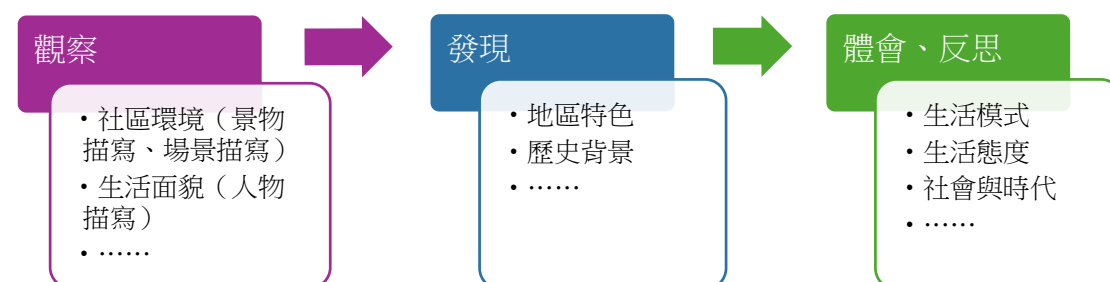 觀察
•社區環境（景物
描寫、場景描寫）
•生活面貌（人物
描寫）
•……
發現
•地區特色
•歷史背景
•……
體會、反思
•生活模式
•生活態度
•社會與時代
•……